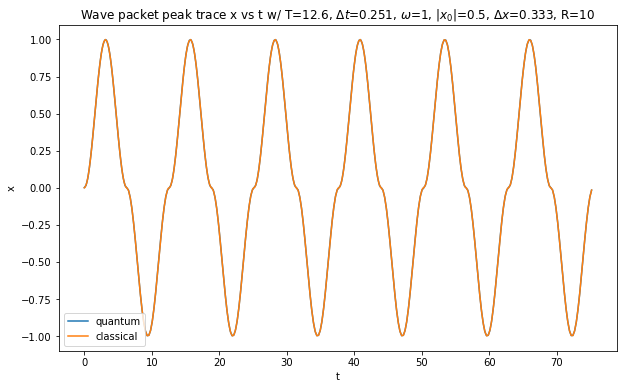 Wave packet peak trace x vs t w/ T=12.6, Δt=0.251, ω=1, |x₀|=0.5, Δx=0.333, R=10
1.00
0.75
0.50
0.25
0.00
−0.25
−0.50
−0.75
−1.00
x
quantum
classical
0 10 20 30 40 50 60 70
t